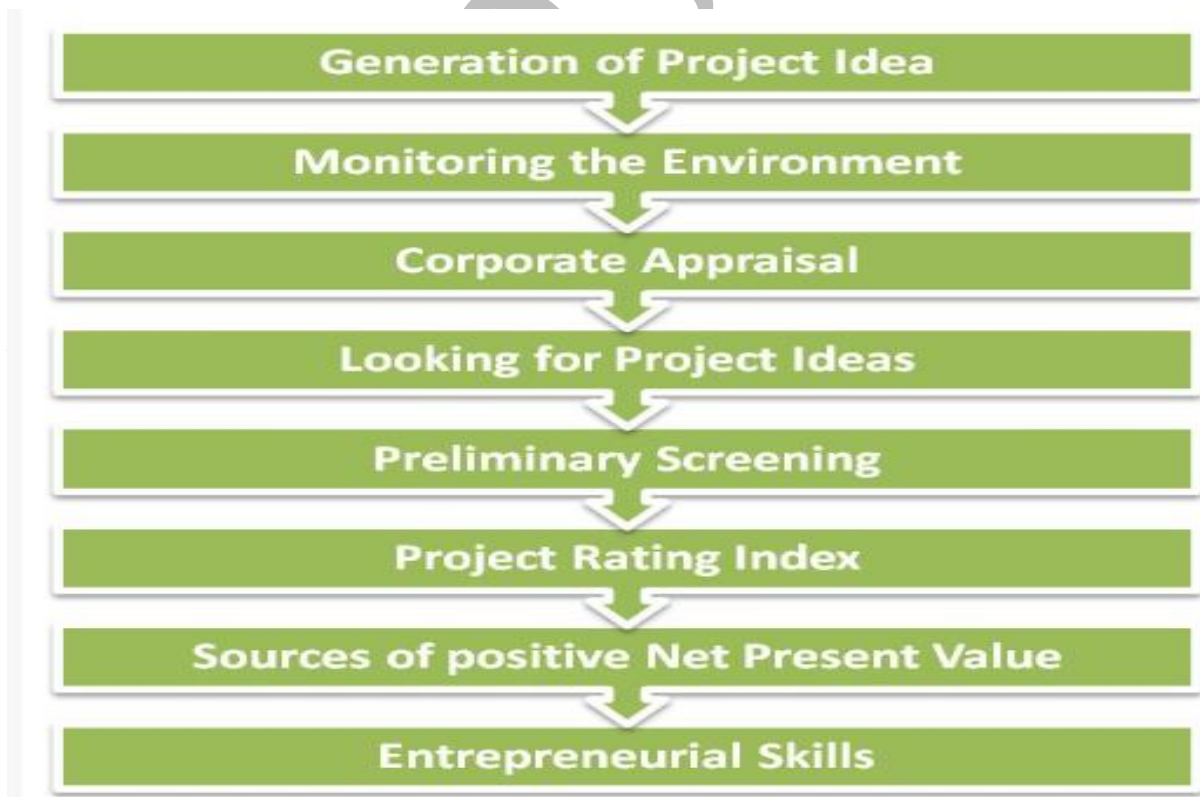 Generation of Project Idea
Monitoring the Environment
Corporate Appraisal
Looking for Project Ideas
Preliminary Screening
Project Rating Index
Sources of positive Net Present Value
Entrepreneurial Skills